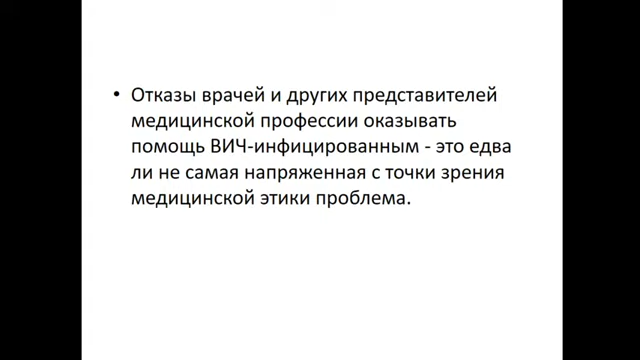 • Отказы врачей и других представителей
медицинской профессии оказывать
помощь ВИЧ-инфицированным - это едва
ли не самая напряженная с точки зрения
медицинской этики проблема.